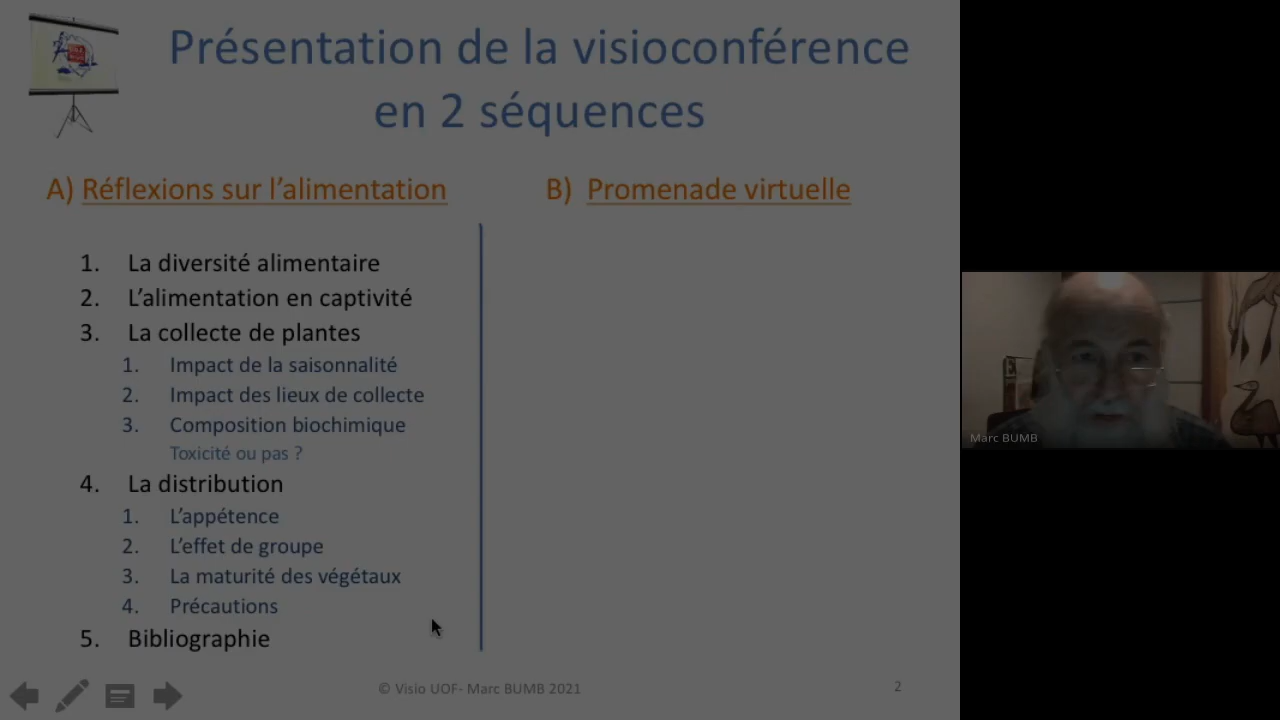 Présentation de la visioconférence
en 2 séquences
A) Réflexions sur l'alimentation
1. La diversité alimentaire
2. L'alimentation en captivité
3. La collecte de plantes
1. Impact de la saisonnalité
2. Impact des lieux de collecte
3. Composition biochimique
Toxicité ou pas ?
4. La distribution
1. L'appétence
2. L'effet de groupe
3. La maturité des végétaux
4. Précautions
5. Bibliographie
B) Promenade virtuelle
© Visio UOF- Marc BUMB 2021
2
Marc BUMB